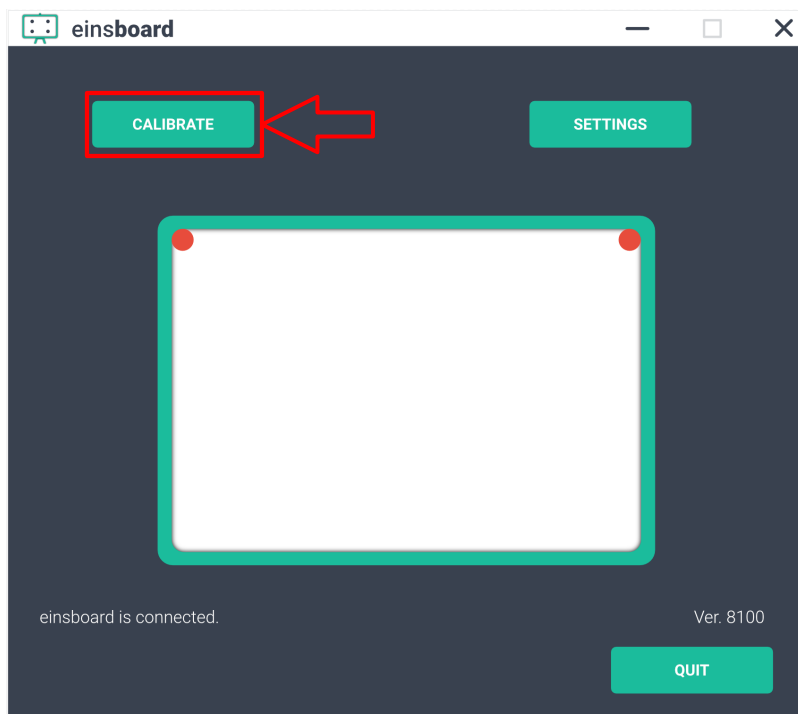 einsboard
CALIBRATE
SETTINGS
einsboard is connected.
Ver. 8100
QUIT